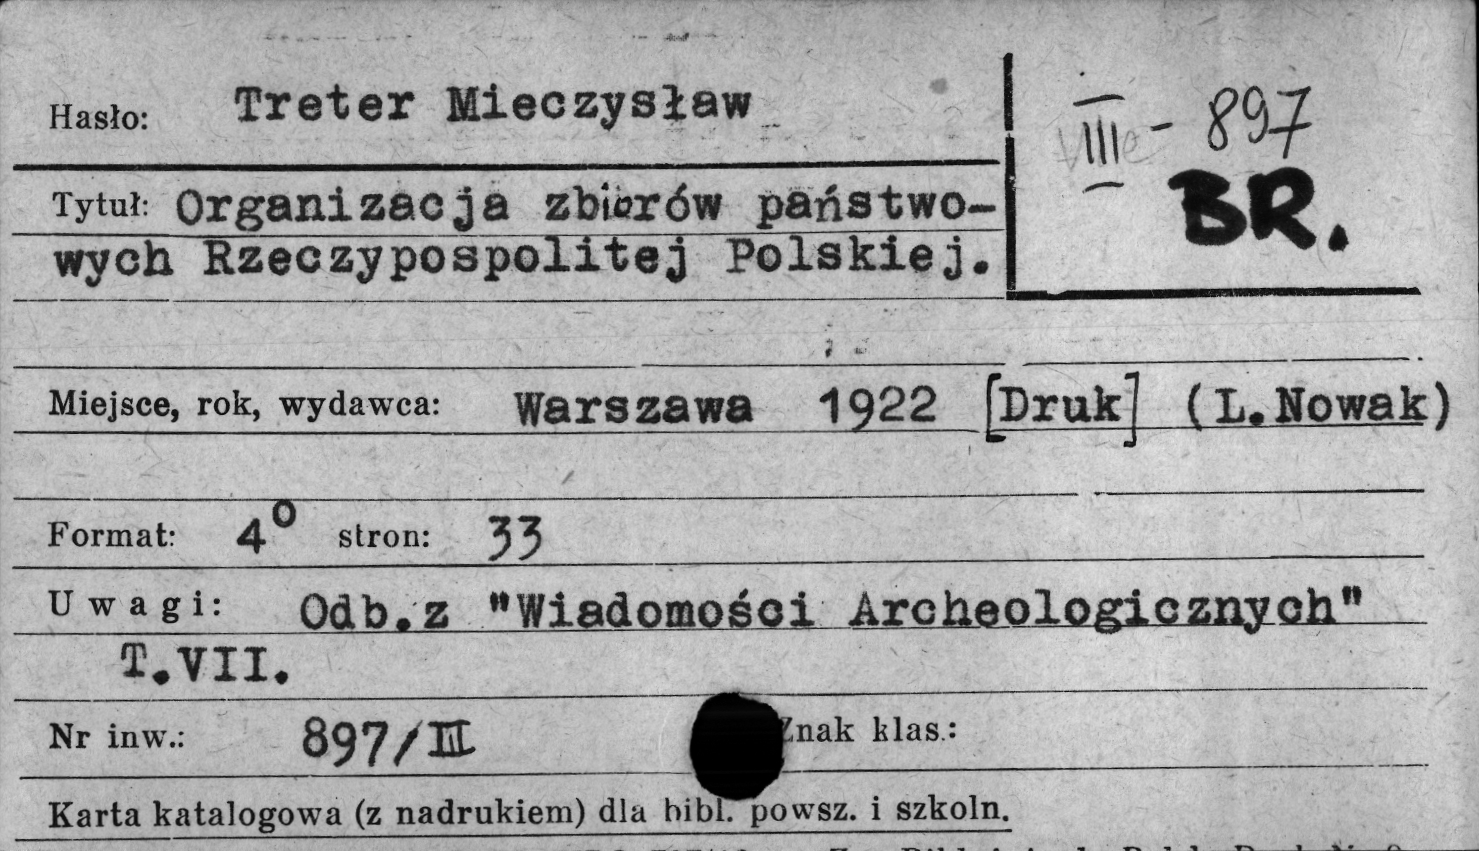 Hasło: Treter Mieczysław
III - 897
BR.
Tytuł: Organizacja zbiorów państwo-
wych Rzeczypospolitej Polskiej.
Miejsce, rok, wydawca: Warszawa 1922 [Druk] (L.Nowak)
Format: 4° stron: 33
Uwagi: Odb.z "Wiadomości Archeologicznych"
T.VII.
Nr inw.: 897/III Znak klas.:
Karta katalogowa (z nadrukiem) dla bibl. powsz. i szkoln.